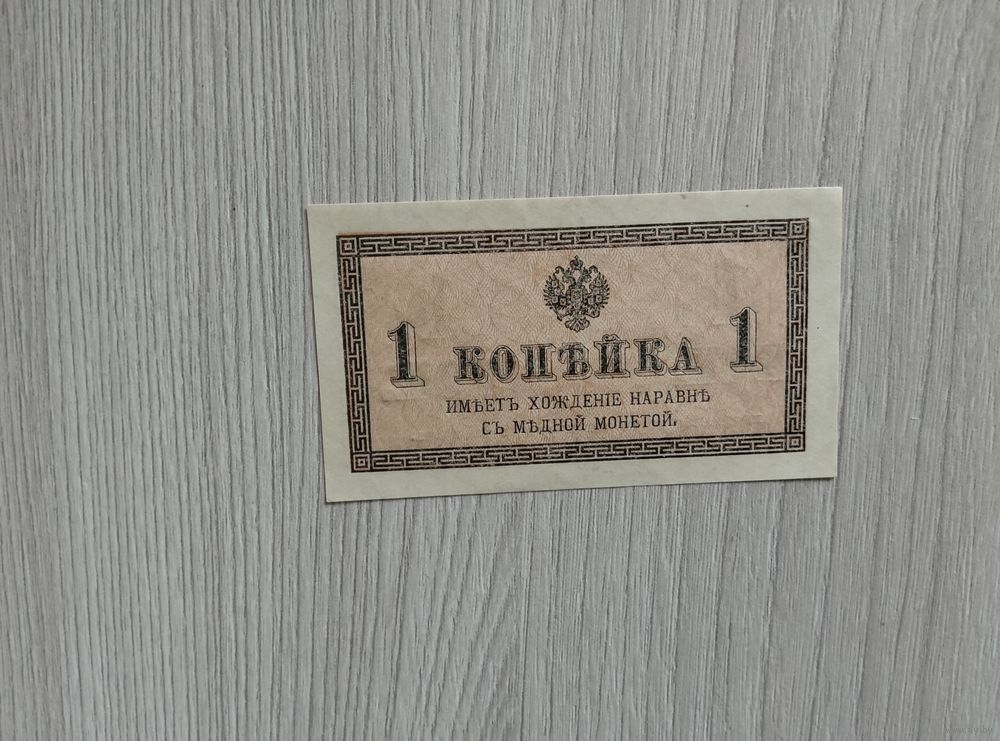 1 КОПѢЙКА 1
ИМѢЕТЪ ХОЖДЕНІЕ НАРАВНѢ
СЪ МѢДНОЙ МОНЕТОЙ.